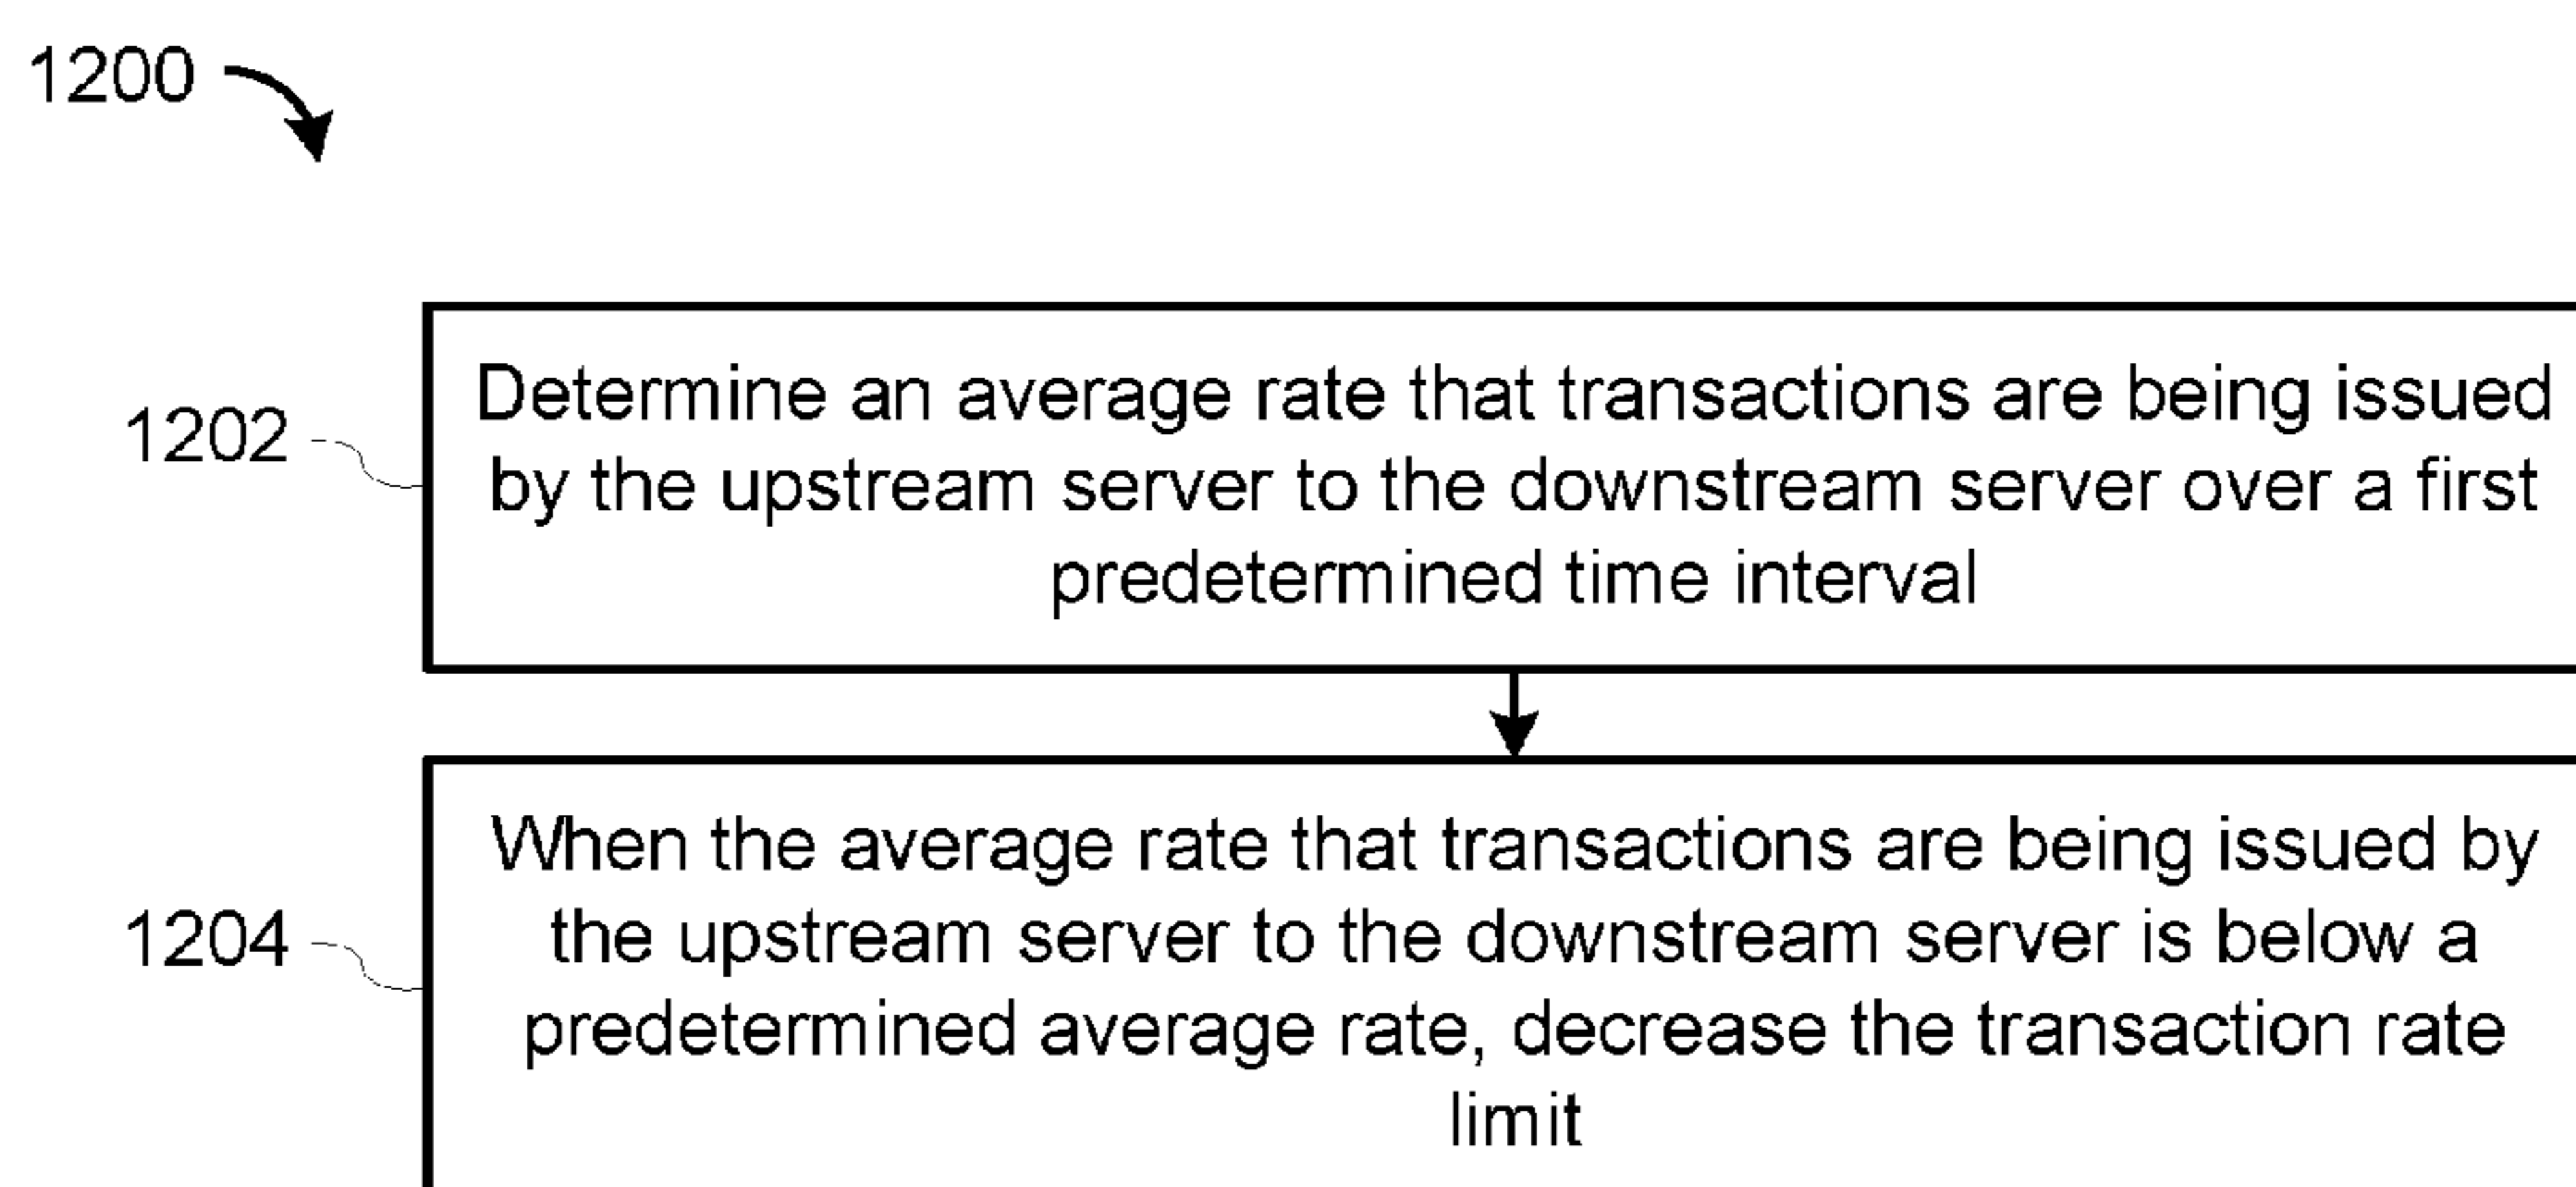 1200
1202
Determine an average rate that transactions are being issued
by the upstream server to the downstream server over a first
predetermined time interval
1204
When the average rate that transactions are being issued by
the upstream server to the downstream server is below a
predetermined average rate, decrease the transaction rate
limit